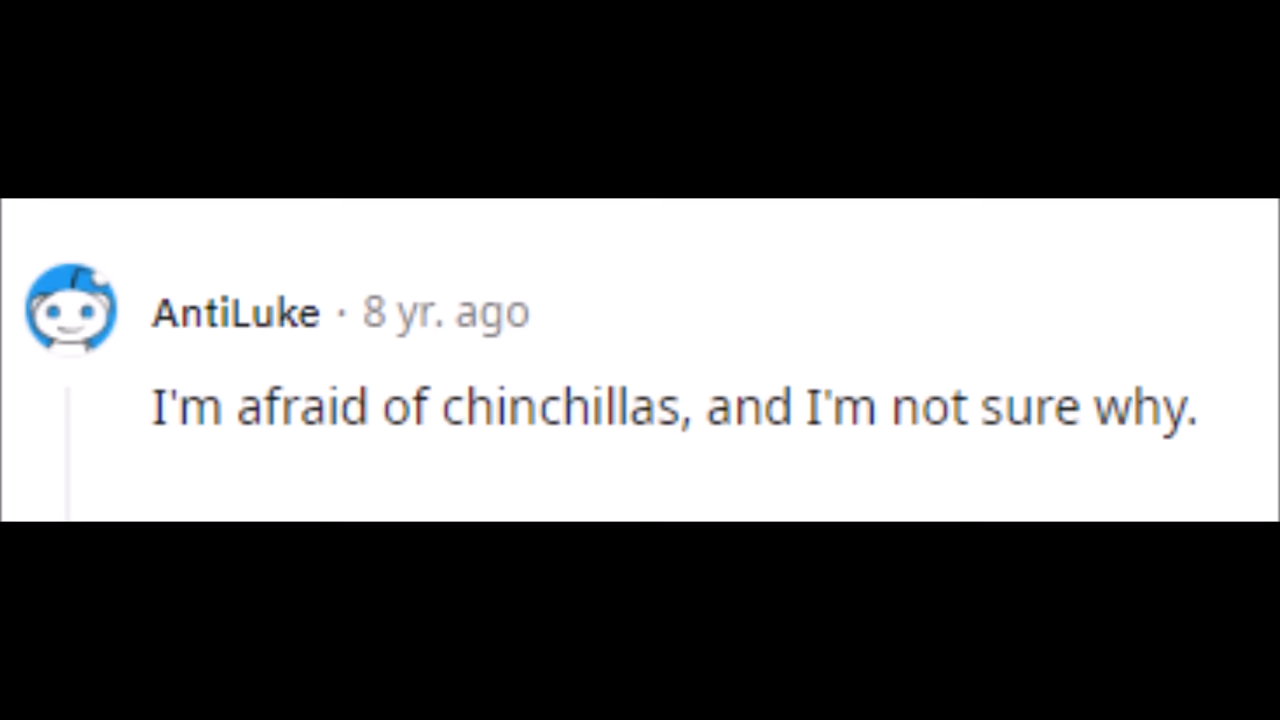 AntiLuke · 8 yr. ago
I'm afraid of chinchillas, and I'm not sure why.